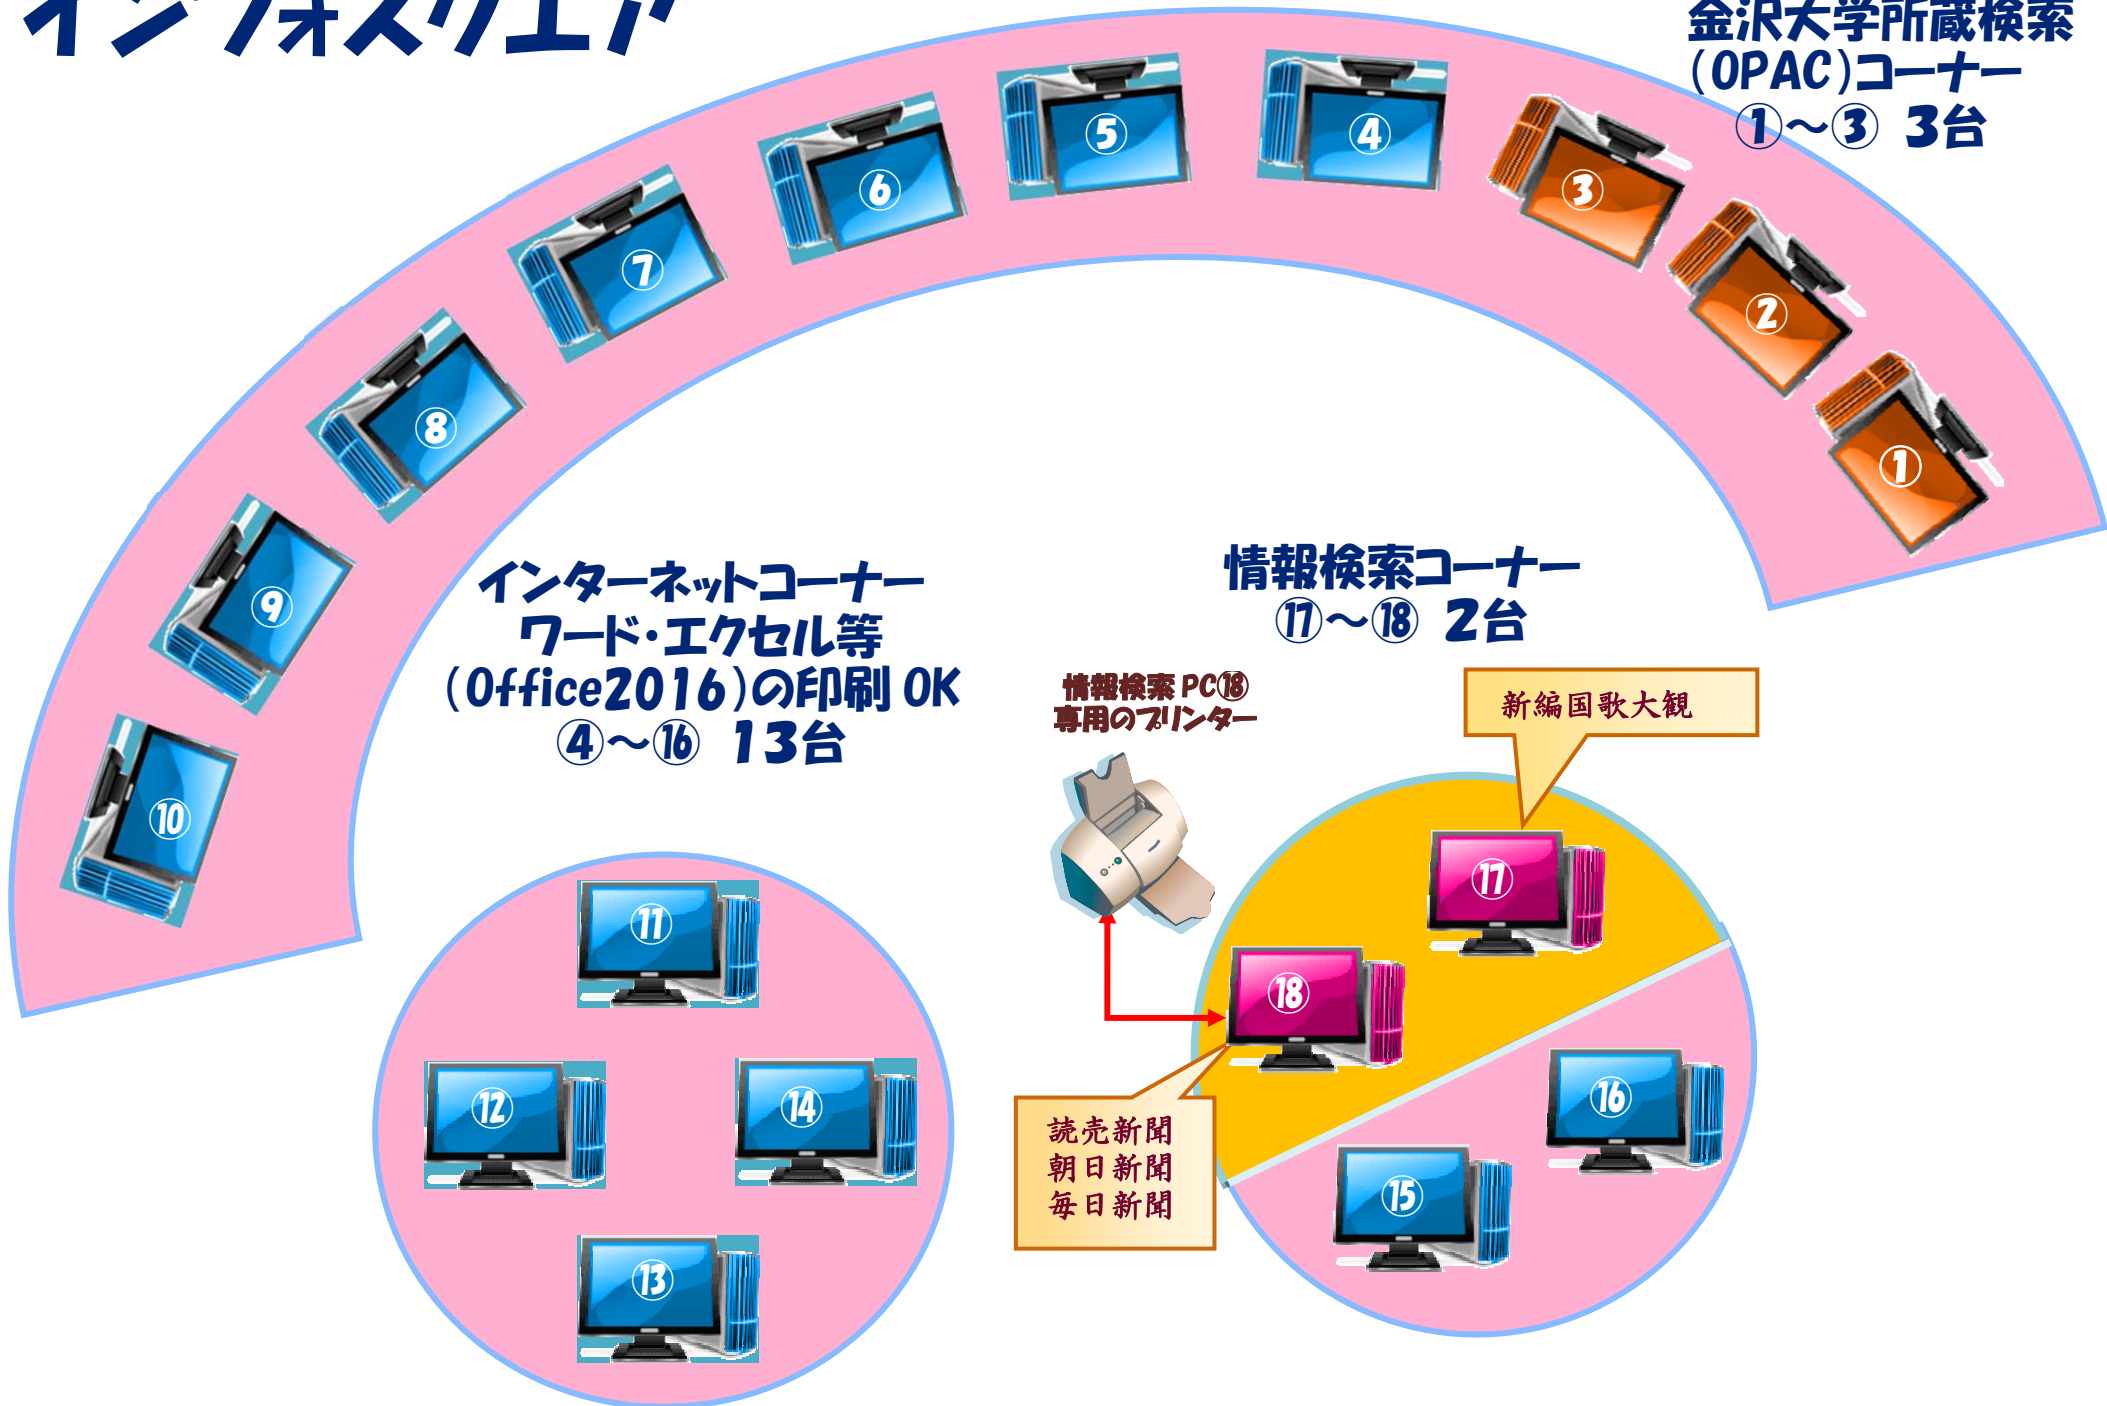 インフォスクエア
金沢大学所蔵検索
(OPAC)コーナー
①～③ 3台
⑤
④
⑥
③
⑦
②
⑧
①
⑨
⑩
インターネットコーナー
ワード・エクセル等
(Office2016)の印刷 OK
④～⑯ 13台
情報検索コーナー
⑰～⑱ 2台
情報検索 PC⑱
専用のプリンター
新編国歌大観
⑰
⑱
⑪
⑫
⑭
⑬
読売新聞
朝日新聞
毎日新聞
⑯
⑮